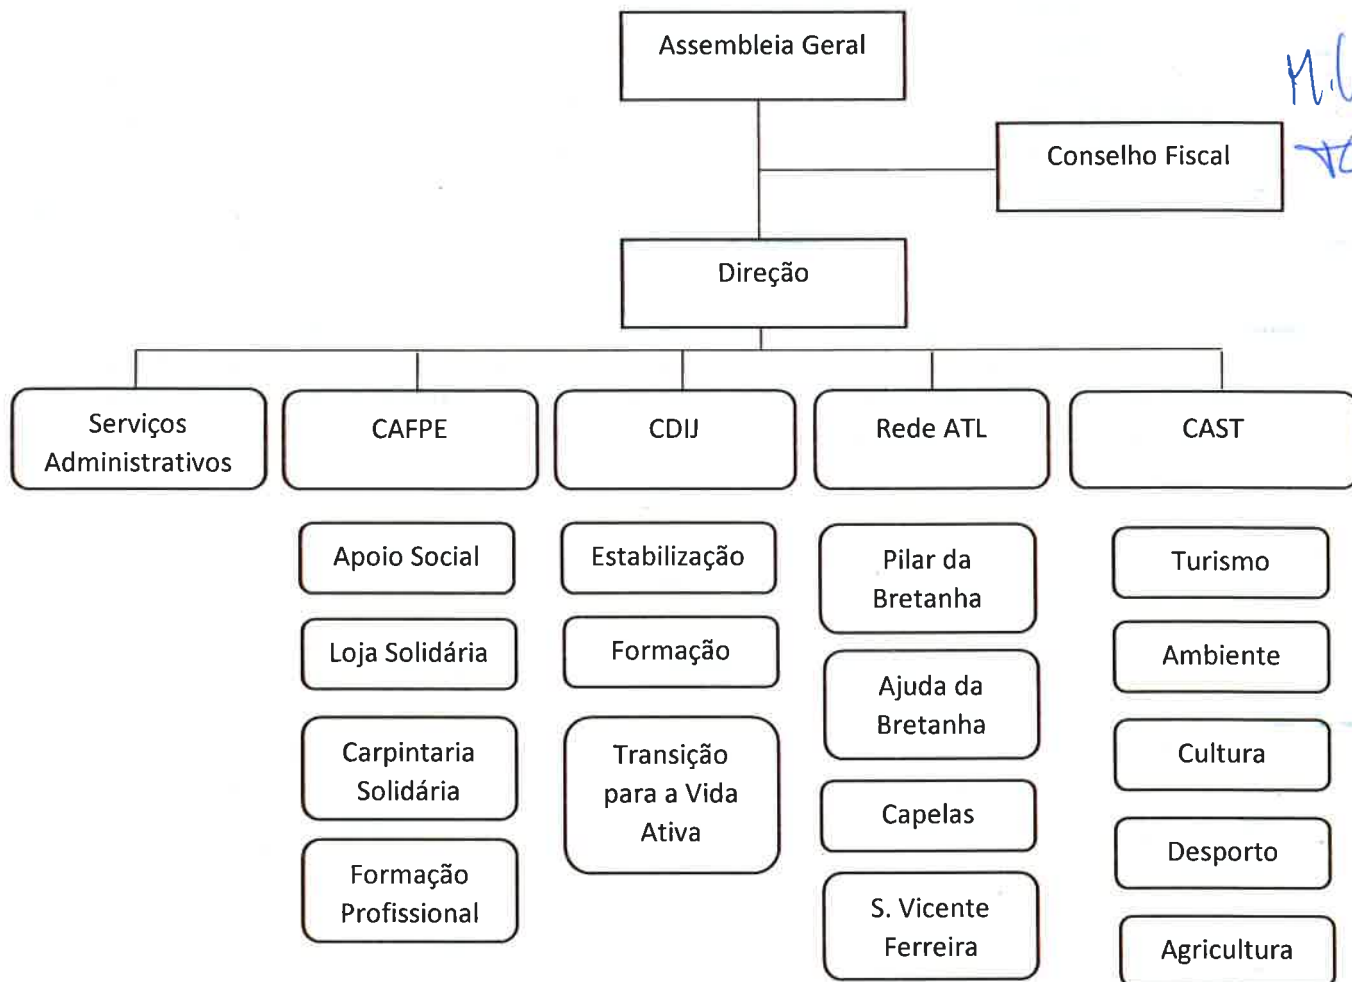 Assembleia Geral
Conselho Fiscal
Direção
Serviços
Administrativos
CAFPE
CDIJ
Rede ATL
CAST
Apoio Social
Loja Solidária
Carpintaria
Solidária
Formação
Profissional
Estabilização
Formação
Transição
para a Vida
Ativa
Pilar da
Bretanha
Ajuda da
Bretanha
Capelas
S. Vicente
Ferreira
Turismo
Ambiente
Cultura
Desporto
Agricultura